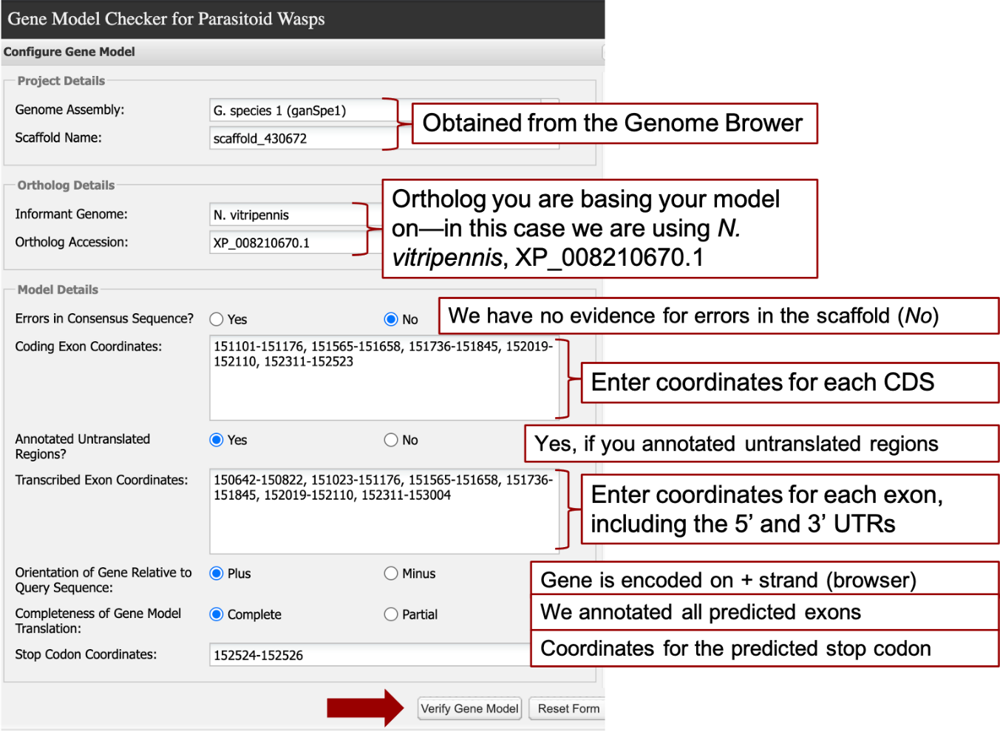 Gene Model Checker for Parasitoid Wasps
Configure Gene Model
Project Details
Genome Assembly:
G. species 1 (ganSpe1)
Obtained from the Genome Brower
Scaffold Name:
scaffold_430672
Ortholog Details
Informant Genome:
N. vitripennis
Ortholog Accession:
XP_008210670.1
Ortholog you are basing your model
on—in this case we are using N.
vitripennis, XP_008210670.1
Model Details
Errors in Consensus Sequence?
Yes
No
We have no evidence for errors in the scaffold (No)
Coding Exon Coordinates:
151101-151176, 151565-151658, 151736-151845, 152019-
152110, 152311-152523
Enter coordinates for each CDS
Annotated Untranslated
Regions?
Yes
No
Yes, if you annotated untranslated regions
Transcribed Exon Coordinates:
150642-150822, 151023-151176, 151565-151658, 151736-
151845, 152019-152110, 152311-153004
Enter coordinates for each exon,
including the 5’ and 3’ UTRs
Orientation of Gene Relative to
Query Sequence:
Plus
Minus
Gene is encoded on + strand (browser)
Completeness of Gene Model
Translation:
Complete
Partial
We annotated all predicted exons
Stop Codon Coordinates:
152524-152526
Coordinates for the predicted stop codon
Verify Gene Model
Reset Form